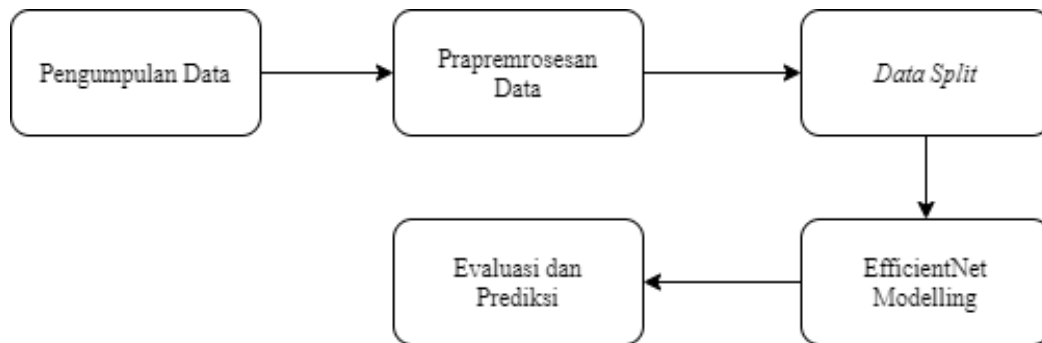 Pengumpulan Data
Prapremrosesan
Data
Data Split
EfficientNet
Modelling
Evaluasi dan
Prediksi